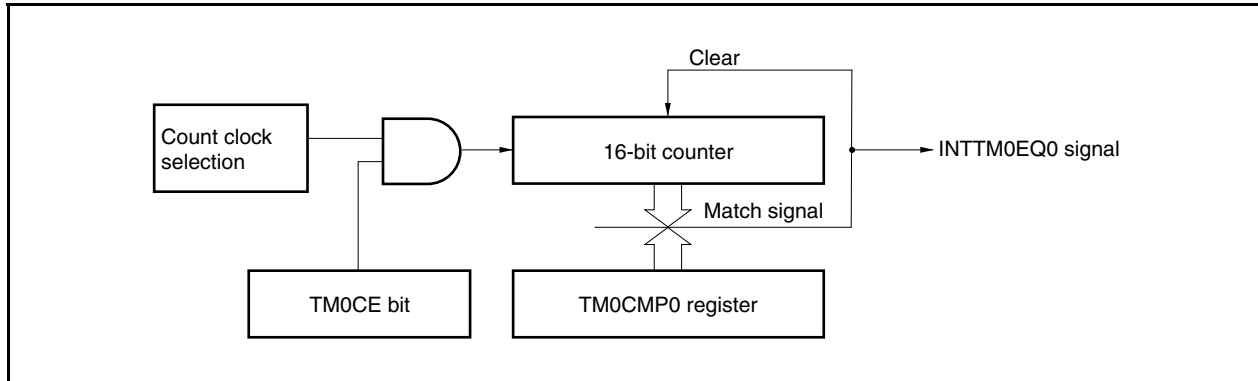 Clear
Count clock
selection
16-bit counter
INTTM0EQ0 signal
Match signal
TM0CE bit
TM0CMP0 register